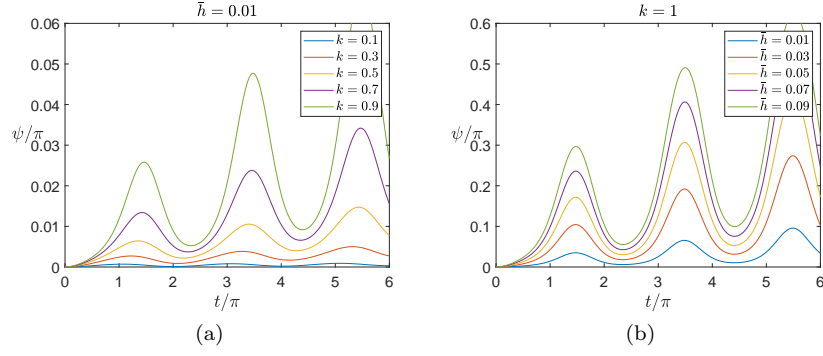 h̄ = 0.01
0.06
0.05
0.04
0.03
0.02
0.01
0
ψ/π
k = 0.1
k = 0.3
k = 0.5
k = 0.7
k = 0.9
0 1 2 3 4 5 6
t/π
(a)
k = 1
0.6
0.5
0.4
0.3
0.2
0.1
0
ψ/π
h̄ = 0.01
h̄ = 0.03
h̄ = 0.05
h̄ = 0.07
h̄ = 0.09
0 1 2 3 4 5 6
t/π
(b)